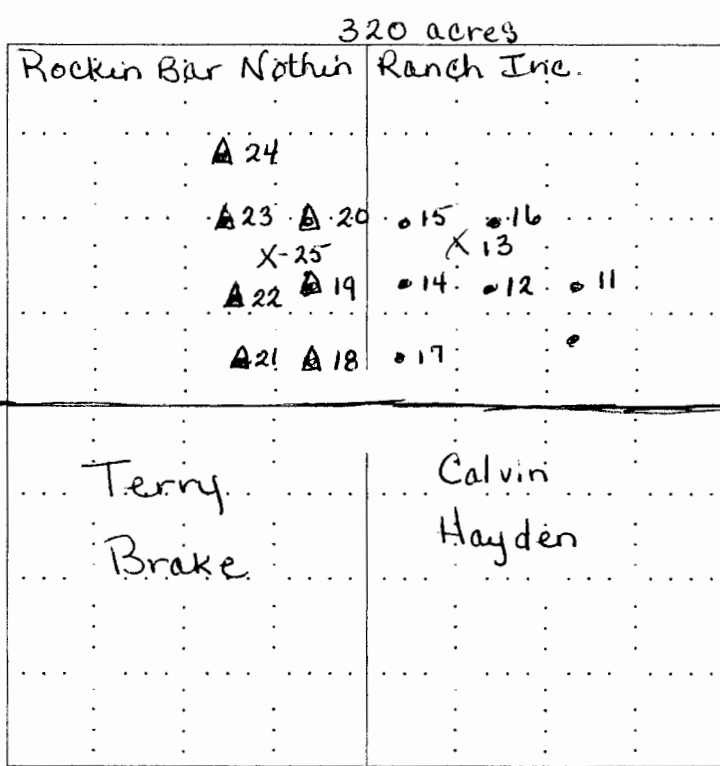 320 acres
Rockin Bar Nothin Ranch Inc.
24
23 20 15 16
X-25 X 13
22 19 14 12 11
21 18 17
Terry Calvin
Brake Hayden